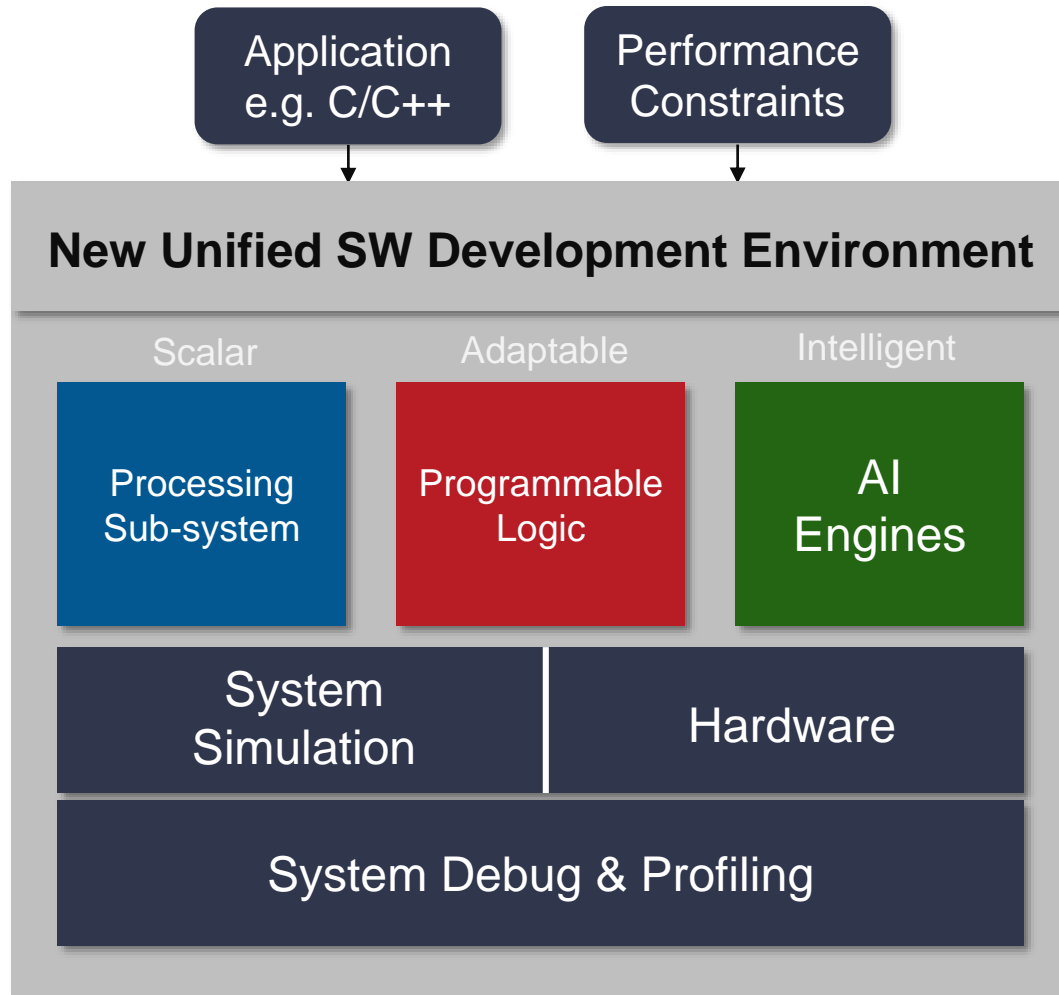 Application
e.g. C/C++
Performance
Constraints
New Unified SW Development Environment
Scalar
Adaptable
Intelligent
Processing
Sub-system
Programmable
Logic
AI
Engines
System
Simulation
Hardware
System Debug & Profiling